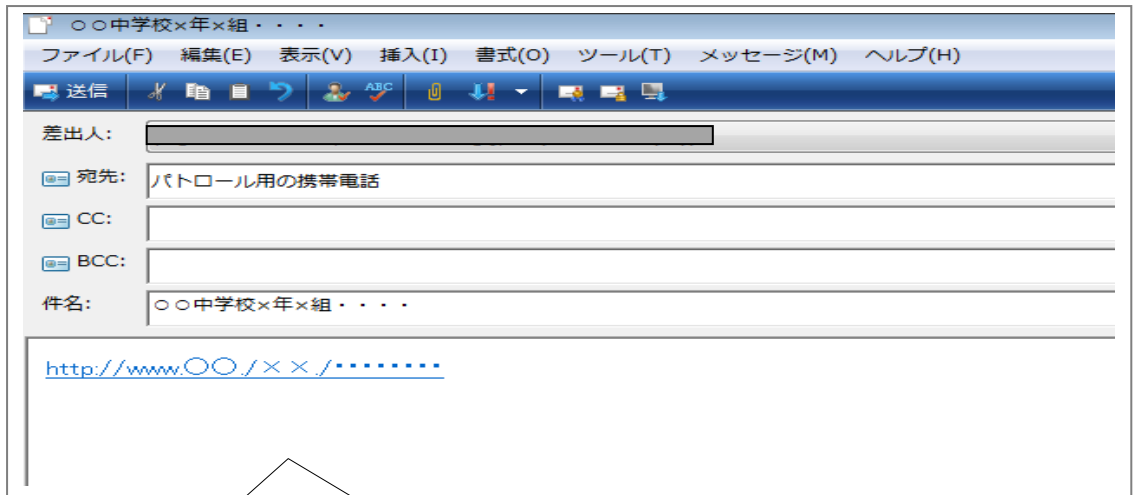 ○○中学校×年×組・・・・
ファイル(F) 編集(E) 表示(V) 挿入(I) 書式(O) ツール(T) メッセージ(M) ヘルプ(H)
送信 ABC
差出人:
宛先: パトロール用の携帯電話
CC:
BCC:
件名: ○○中学校×年×組・・・・
http://www.○○./××./・・・・・・・・